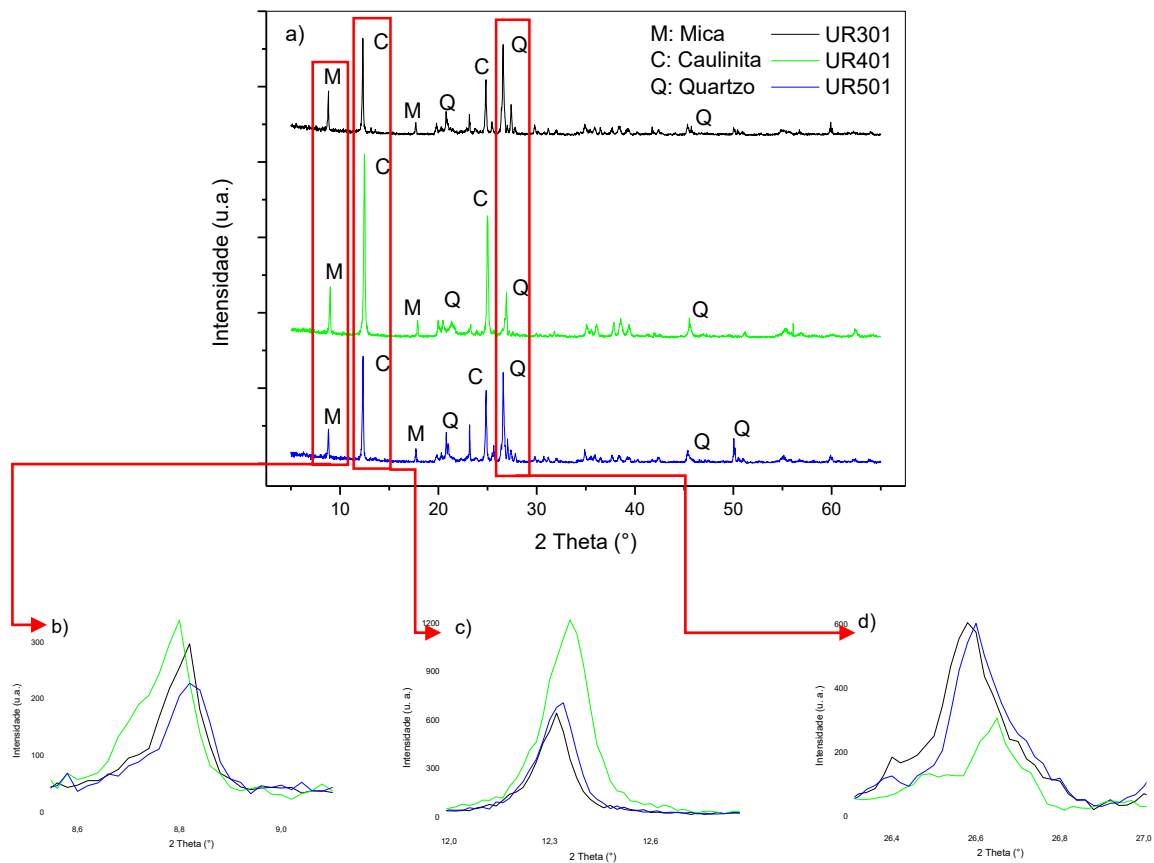 a)
M: Mica
UR301
C: Caulinita
UR401
Q: Quartzo
UR501
C
Q
M
C
Q
M
Q
C
C
M
Q
M
Q
Q
C
C
Q
M
Q
M
Q
Q
Intensidade (u.a.)
10 20 30 40 50 60
2 Theta (°)
b)
300
200
100
0
Intensidade (u. a.)
8,6 8,8 9,0
2 Theta (°)
c)
1200
900
600
300
0
Intensidade (u. a.)
12,0 12,3 12,6
2 Theta (°)
d)
600
400
200
0
Intensidade (u. a.)
26,4 26,6 26,8 27,0
2 Theta (°)